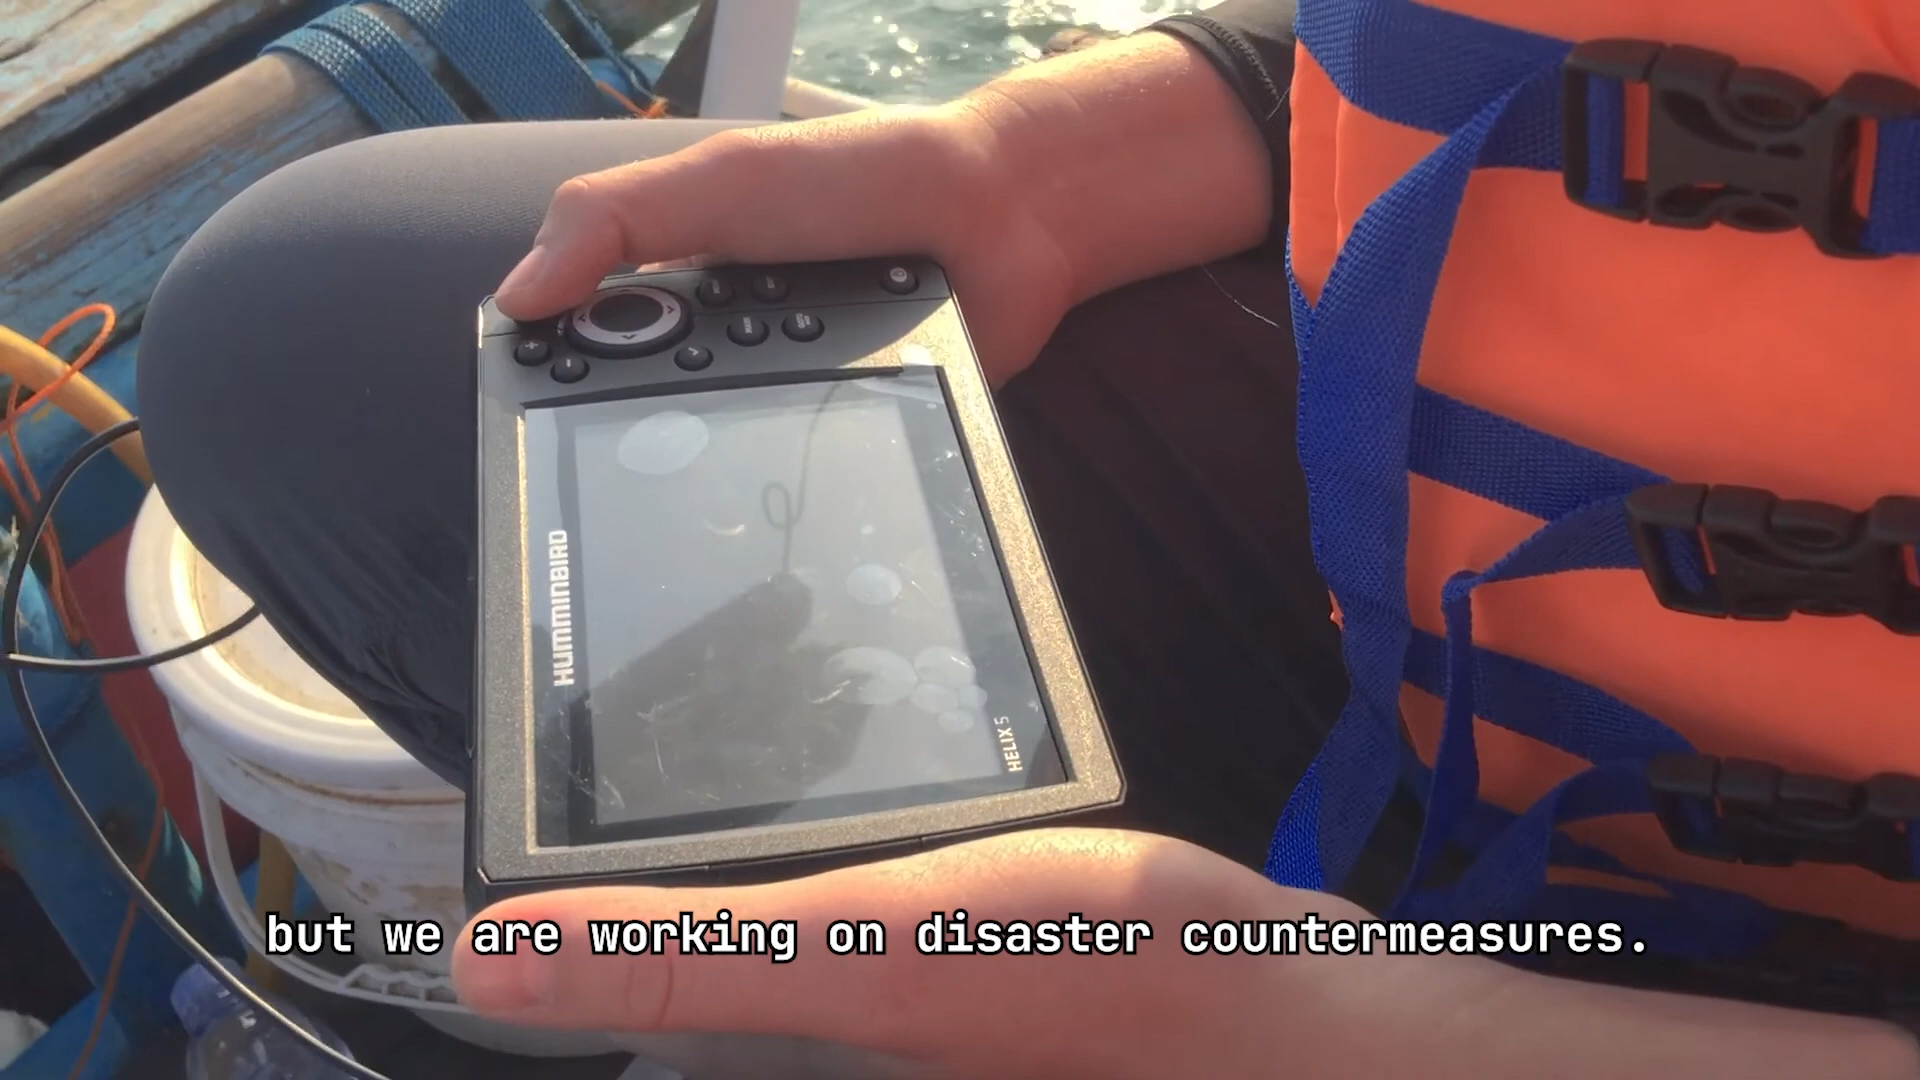 HUMMINBIRD
HELIX 5
but we are working on disaster countermeasures.